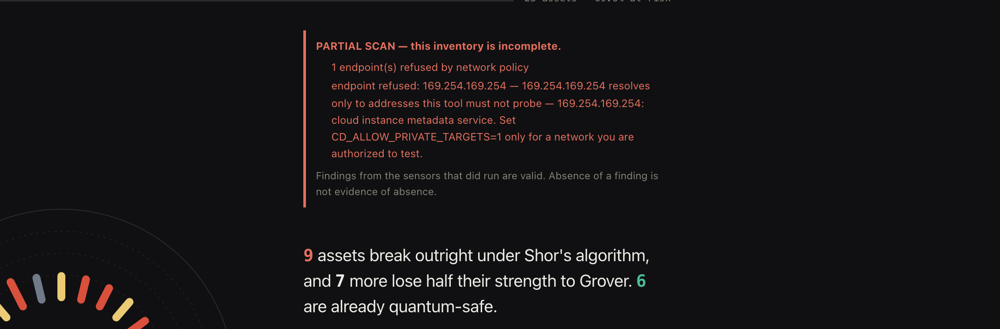 PARTIAL SCAN — this inventory is incomplete.
1 endpoint(s) refused by network policy
endpoint refused: 169.254.169.254 — 169.254.169.254 resolves
only to addresses this tool must not probe — 169.254.169.254:
cloud instance metadata service. Set
CD_ALLOW_PRIVATE_TARGETS=1 only for a network you are
authorized to test.
Findings from the sensors that did run are valid. Absence of a finding is
not evidence of absence.
9 assets break outright under Shor's algorithm,
and 7 more lose half their strength to Grover. 6
are already quantum-safe.